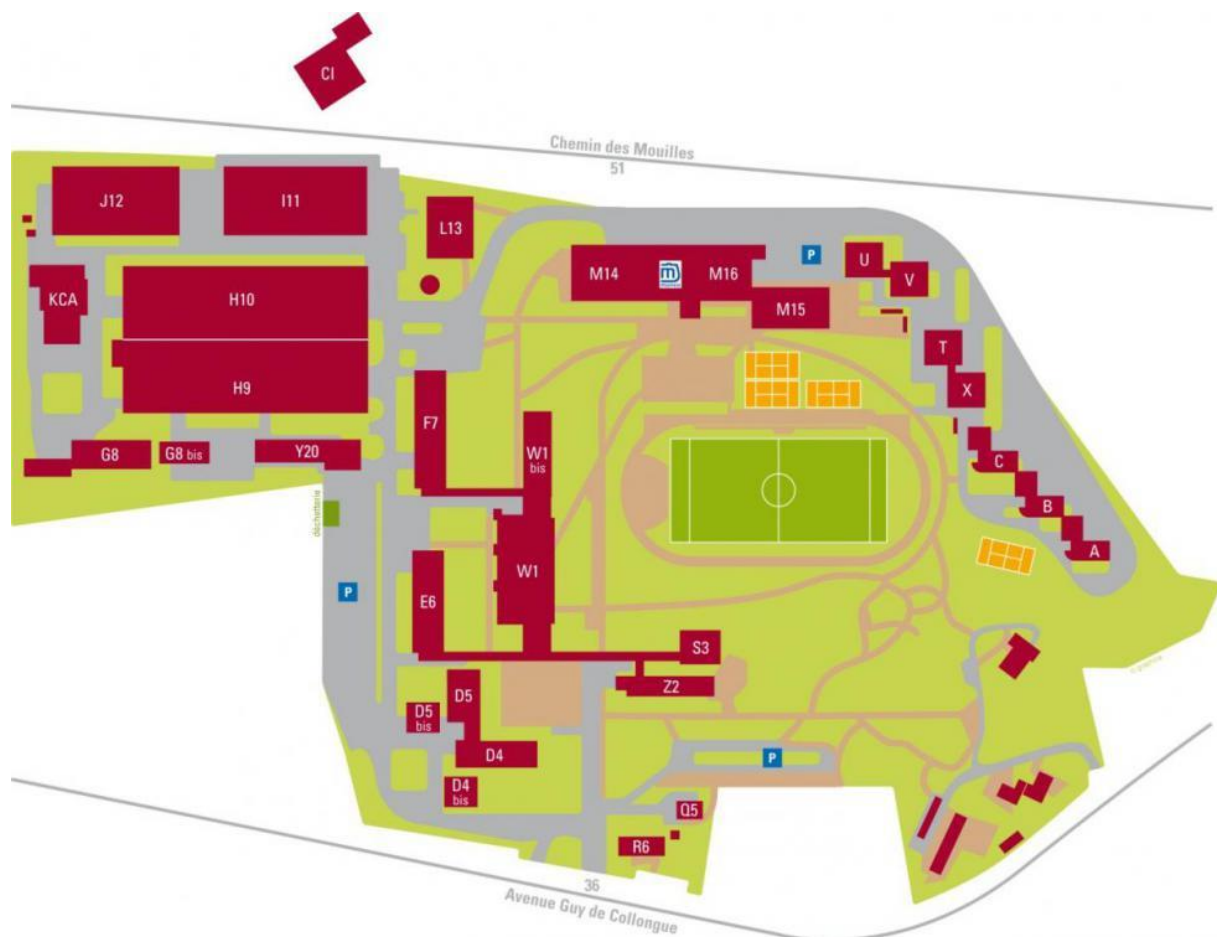 CI
Chemin des Mouilles
51
J12
I11
L13
M14
m
M16
P
U
V
KCA
H10
M15
T
H9
X
F7
W1
bis
G8
G8 bis
Y20
C
déchetterie
B
A
W1
P
E6
S3
Z2
D5
D5
bis
D4
P
D4
bis
Q5
R6
36
Avenue Guy de Collongue